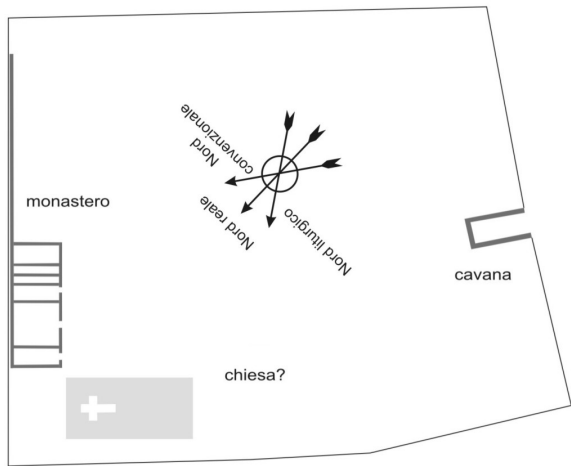 Nord
convenzionale
monastero
Nord reale
Nord liturgico
cavana
chiesa?